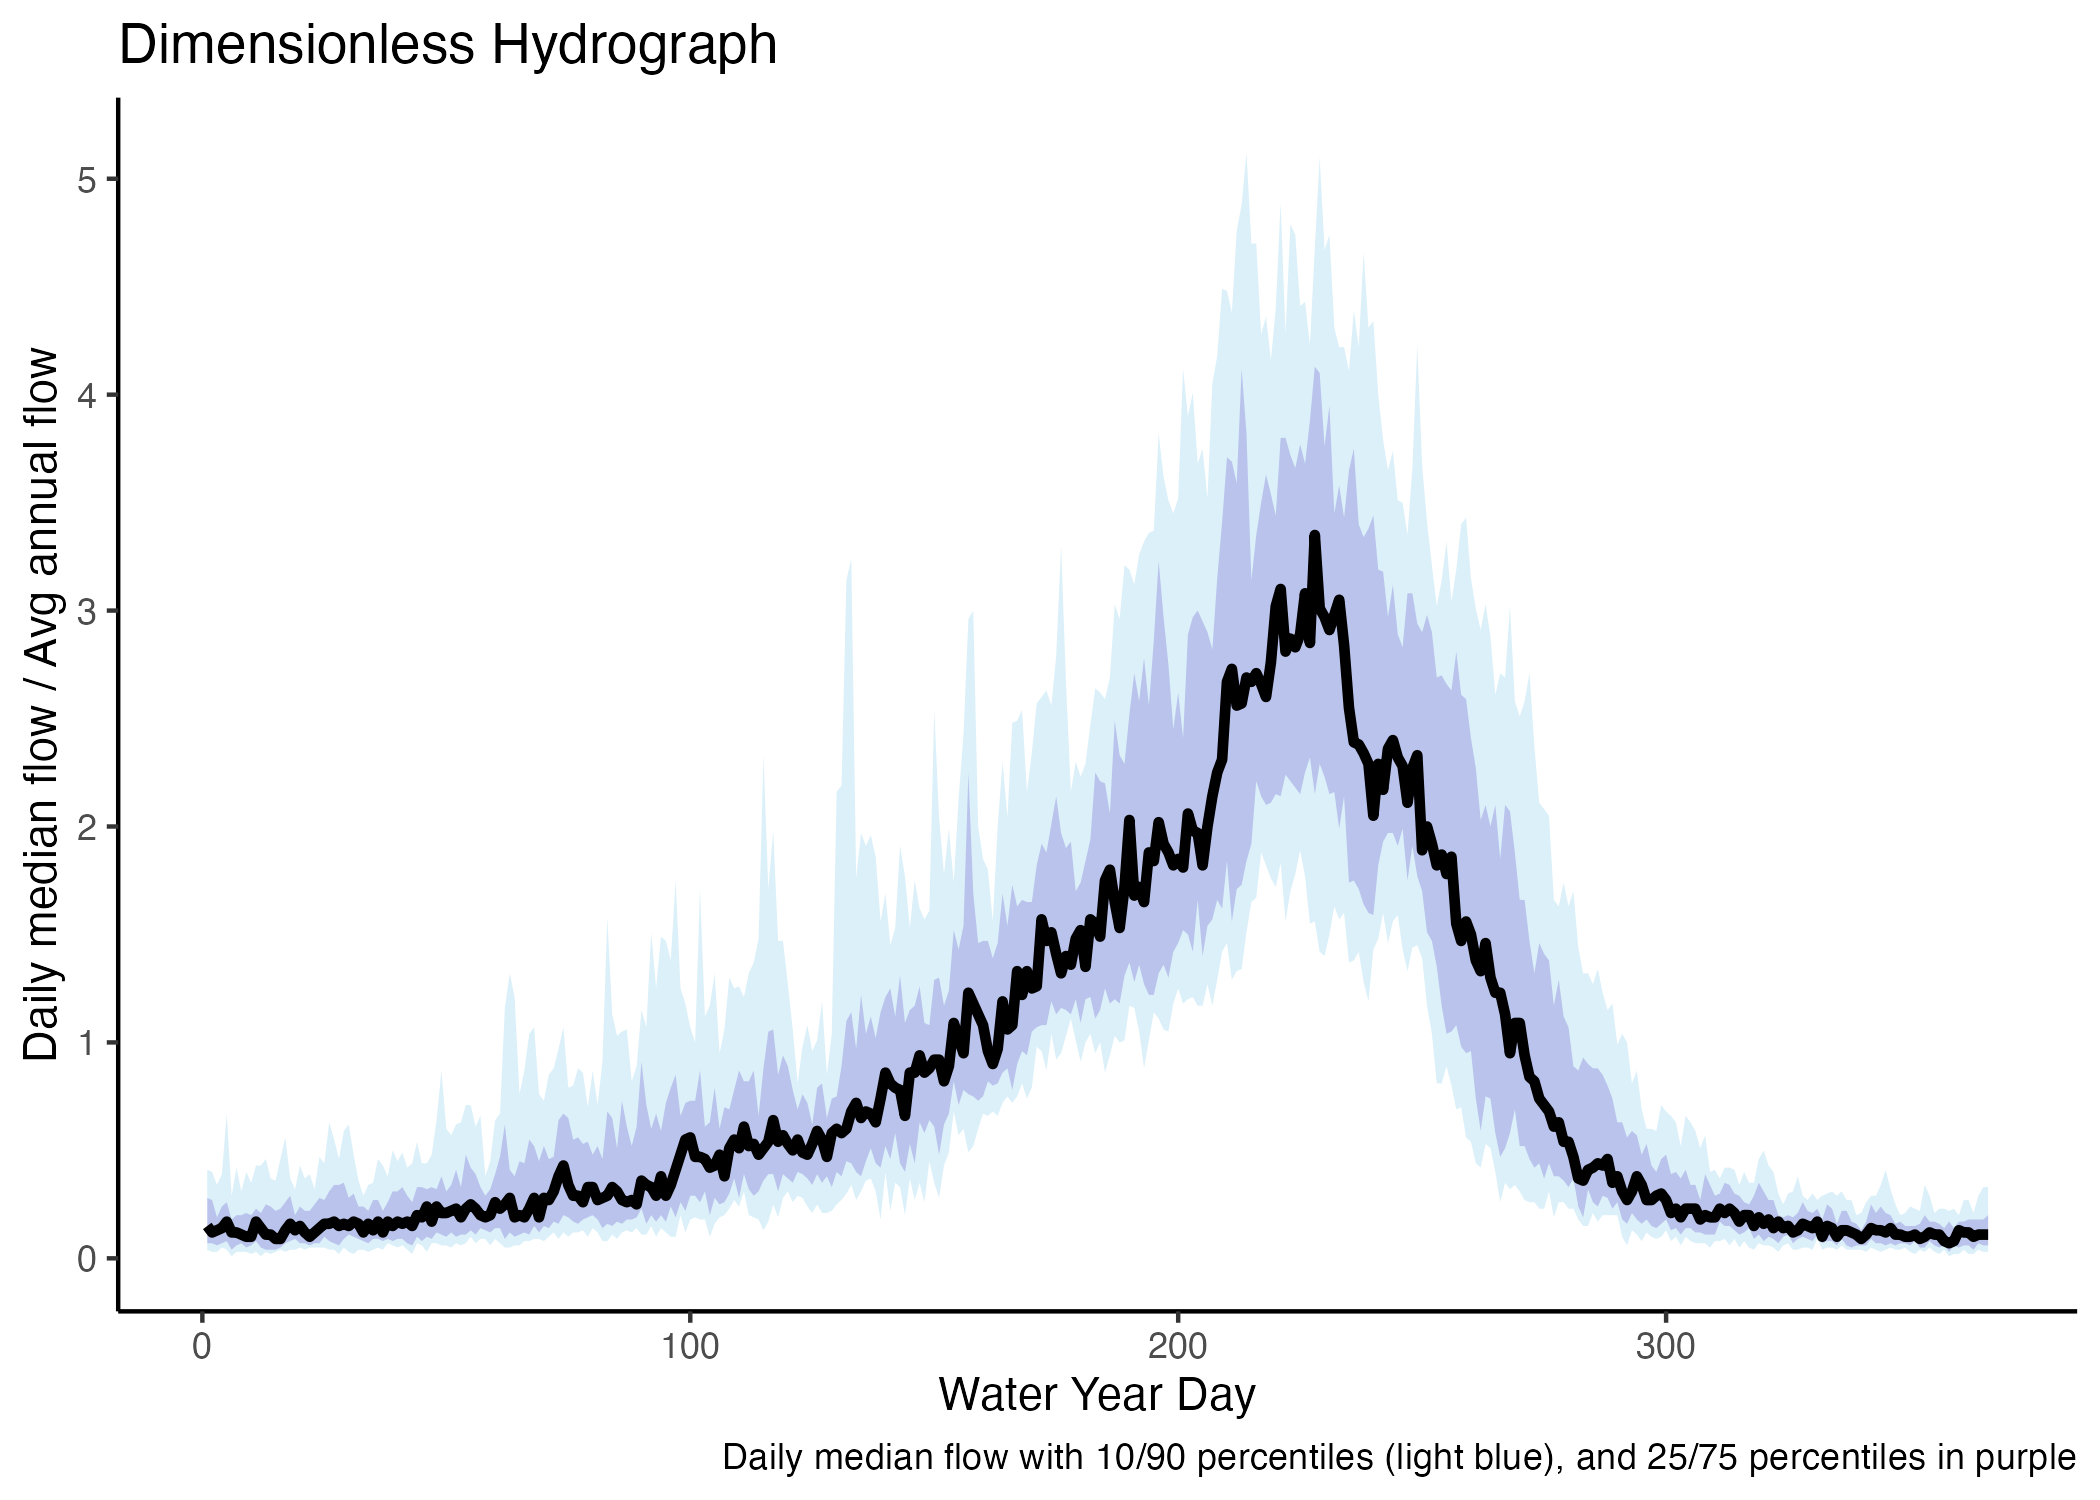 Dimensionless Hydrograph
Daily median flow / Avg annual flow
5
4
3
2
1
0
0 100 200 300
Water Year Day
Daily median flow with 10/90 percentiles (light blue), and 25/75 percentiles in purple